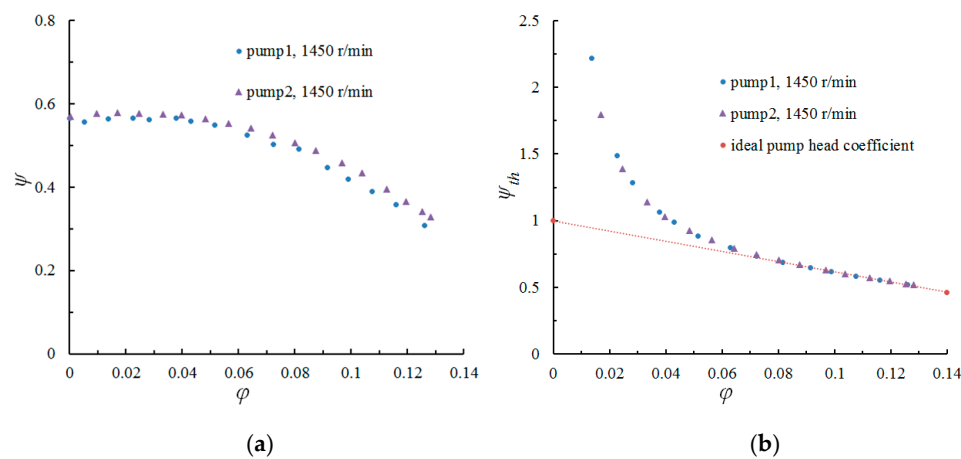 0.8
0.6
0.4
0.2
0
ψ
pump1, 1450 r/min
pump2, 1450 r/min
0 0.02 0.04 0.06 0.08 0.1 0.12 0.14
φ
(a)
2.5
2
1.5
1
0.5
0
ψth
pump1, 1450 r/min
pump2, 1450 r/min
ideal pump head coefficient
0 0.02 0.04 0.06 0.08 0.1 0.12 0.14
φ
(b)